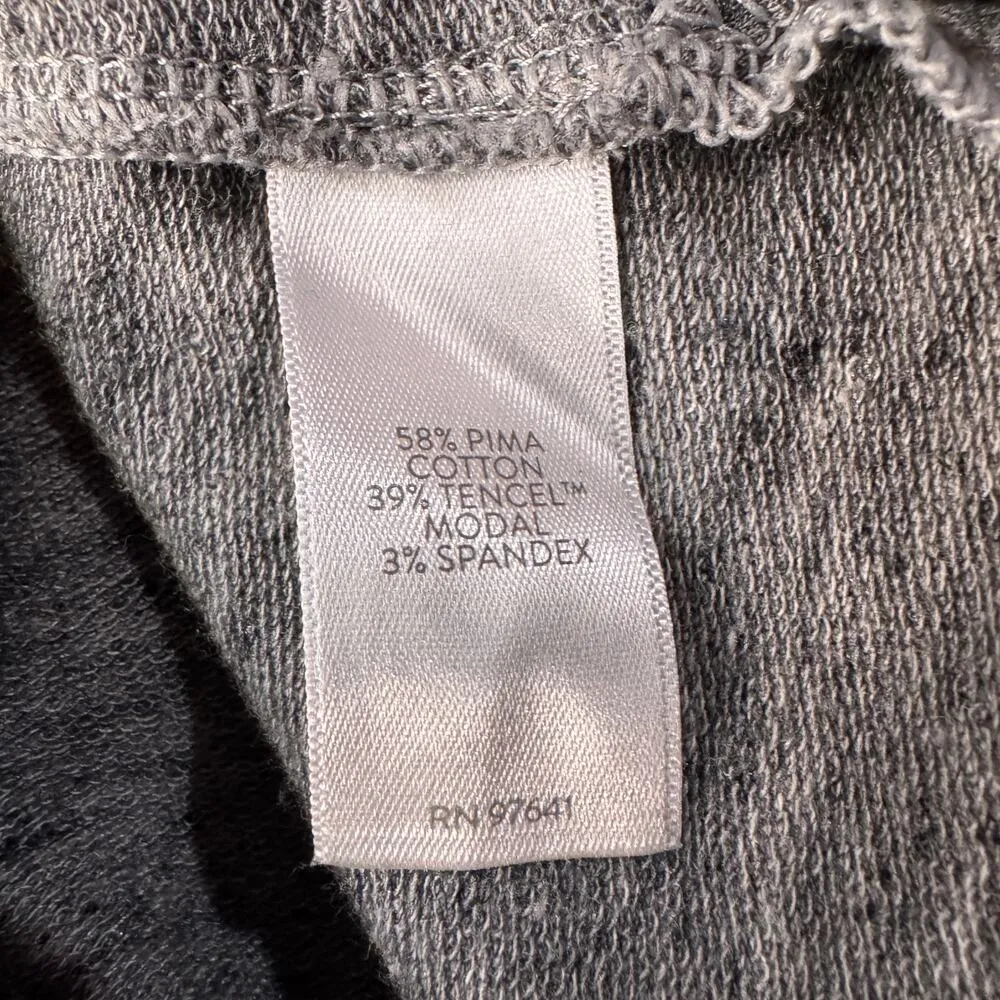 58% PIMA
COTTON
39% TENCEL™
MODAL
3% SPANDEX
RN 97641